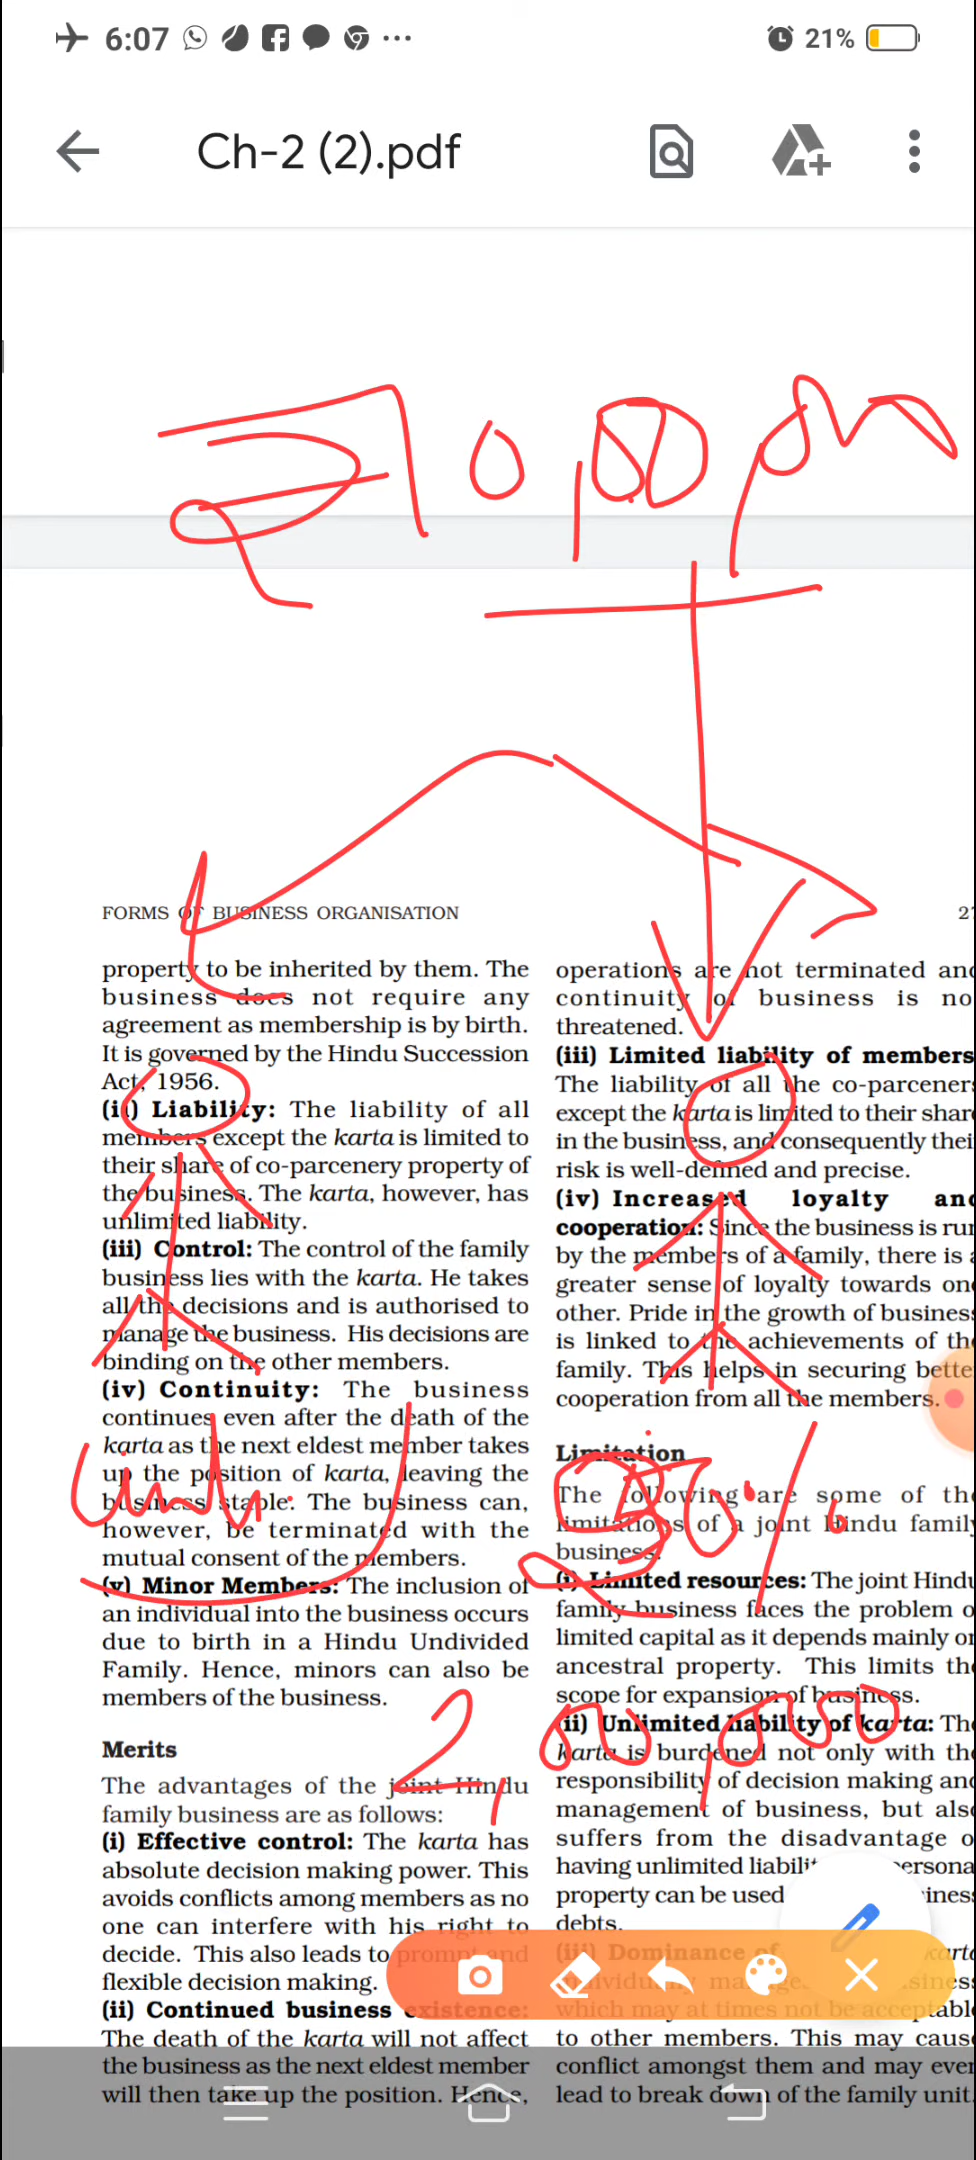 6:07
21%
Ch-2 (2).pdf
₹10,00,000
FORMS OF BUSINESS ORGANISATION
property to be inherited by them. The
business does not require any
agreement as membership is by birth.
It is governed by the Hindu Succession
Act, 1956.
(ii) Liability: The liability of all
members except the karta is limited to
their share of co-parcenery property of
the business. The karta, however, has
unlimited liability.
(iii) Control: The control of the family
business lies with the karta. He takes
all the decisions and is authorised to
manage the business. His decisions are
binding on the other members.
(iv) Continuity: The business
continues even after the death of the
karta as the next eldest member takes
up the position of karta, leaving the
business stable. The business can,
however, be terminated with the
mutual consent of the members.
(v) Minor Members: The inclusion of
an individual into the business occurs
due to birth in a Hindu Undivided
Family. Hence, minors can also be
members of the business.
Merits
The advantages of the joint Hindu
family business are as follows:
(i) Effective control: The karta has
absolute decision making power. This
avoids conflicts among members as no
one can interfere with his right to
decide. This also leads to prompt and
flexible decision making.
(ii) Continued business existence:
The death of the karta will not affect
the business as the next eldest member
will then take up the position. Hence,
operations are not terminated and
continuity of business is no
threatened.
(iii) Limited liability of members
The liability of all the co-parceners
except the karta is limited to their shar
in the business, and consequently thei
risk is well-defined and precise.
(iv) Increased loyalty and
cooperation: Since the business is run
by the members of a family, there is a
greater sense of loyalty towards one
other. Pride in the growth of business
is linked to the achievements of the
family. This helps in securing bette
cooperation from all the members.
Limitation
The following are some of the
limitations of a joint Hindu family
business.
(i) Limited resources: The joint Hindu
family business faces the problem o
limited capital as it depends mainly on
ancestral property. This limits the
scope for expansion of business.
(ii) Unlimited liability of karta: The
karta is burdened not only with the
responsibility of decision making and
management of business, but also
suffers from the disadvantage o
having unlimited
property can be used
debts.
(iii) Dominance of karta
which may at times not be acceptable
to other members. This may cause
conflict amongst them and may even
lead to break down of the family unit.
2,00,000